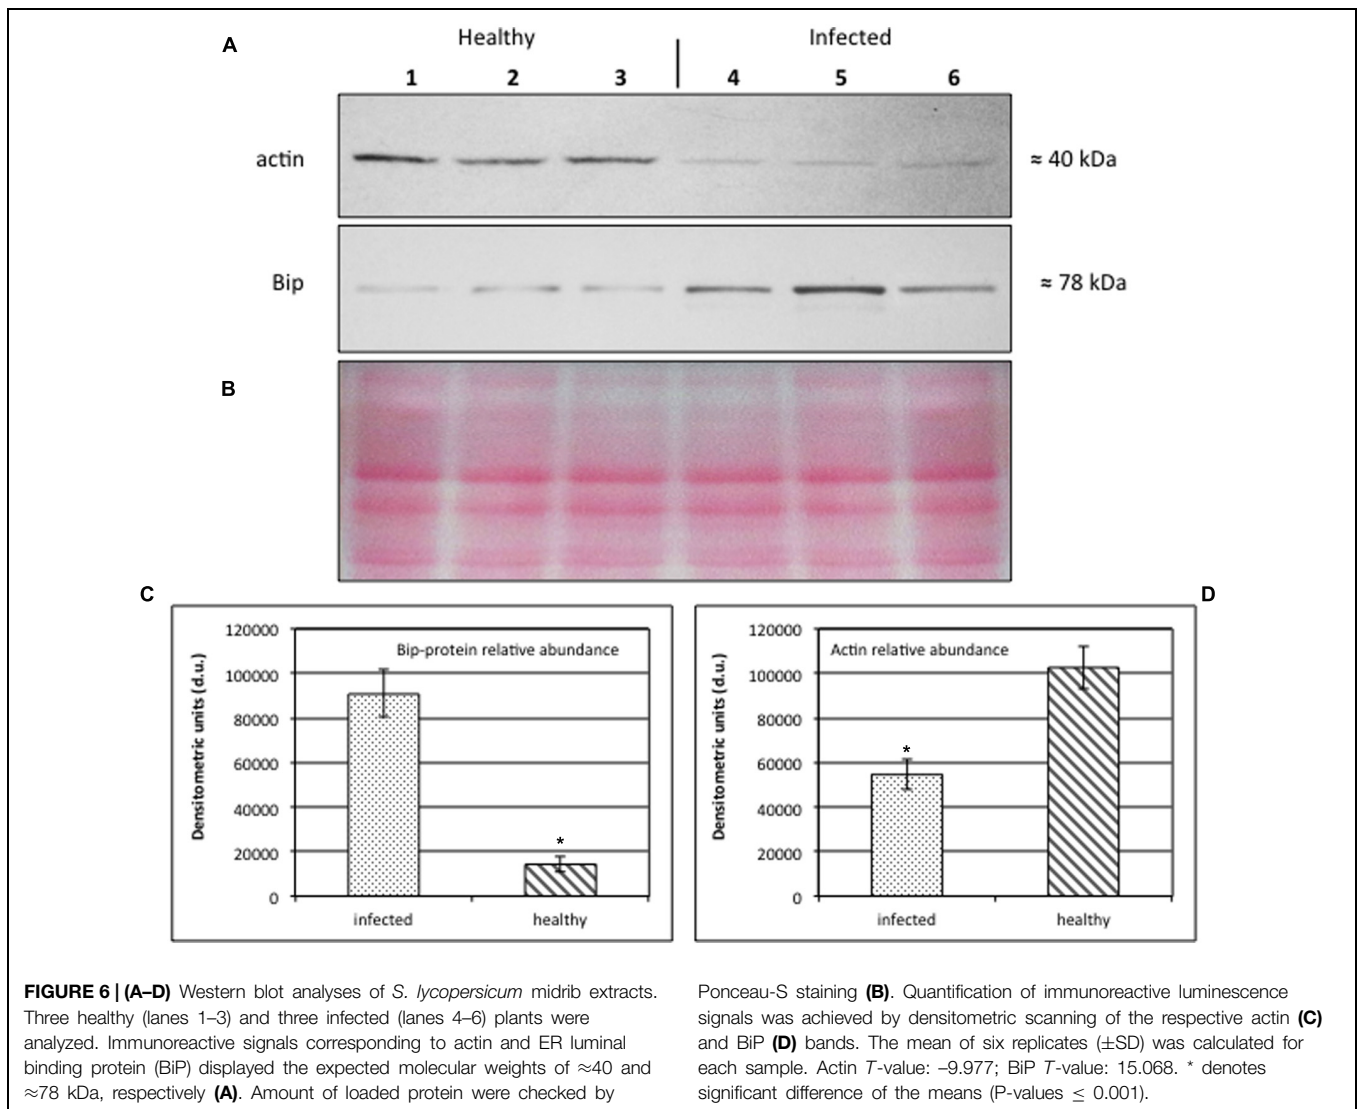 A
Healthy
Infected
1 2 3 4 5 6
actin
≈ 40 kDa
Bip
≈ 78 kDa
B
C
D
Bip-protein relative abundance
Densitometric units (d.u.)
120000
100000
80000
60000
40000
20000
0
*
infected
healthy
Actin relative abundance
Densitometric units (d.u.)
120000
100000
80000
60000
40000
20000
0
*
infected
healthy
FIGURE 6 | (A–D) Western blot analyses of S. lycopersicum midrib extracts.
Three healthy (lanes 1–3) and three infected (lanes 4–6) plants were
analyzed. Immunoreactive signals corresponding to actin and ER luminal
binding protein (BiP) displayed the expected molecular weights of ≈40 and
≈78 kDa, respectively (A). Amount of loaded protein were checked by
Ponceau-S staining (B). Quantification of immunoreactive luminescence
signals was achieved by densitometric scanning of the respective actin (C)
and BiP (D) bands. The mean of six replicates (±SD) was calculated for
each sample. Actin T-value: –9.977; BiP T-value: 15.068. * denotes
significant difference of the means (P-values ≤ 0.001).